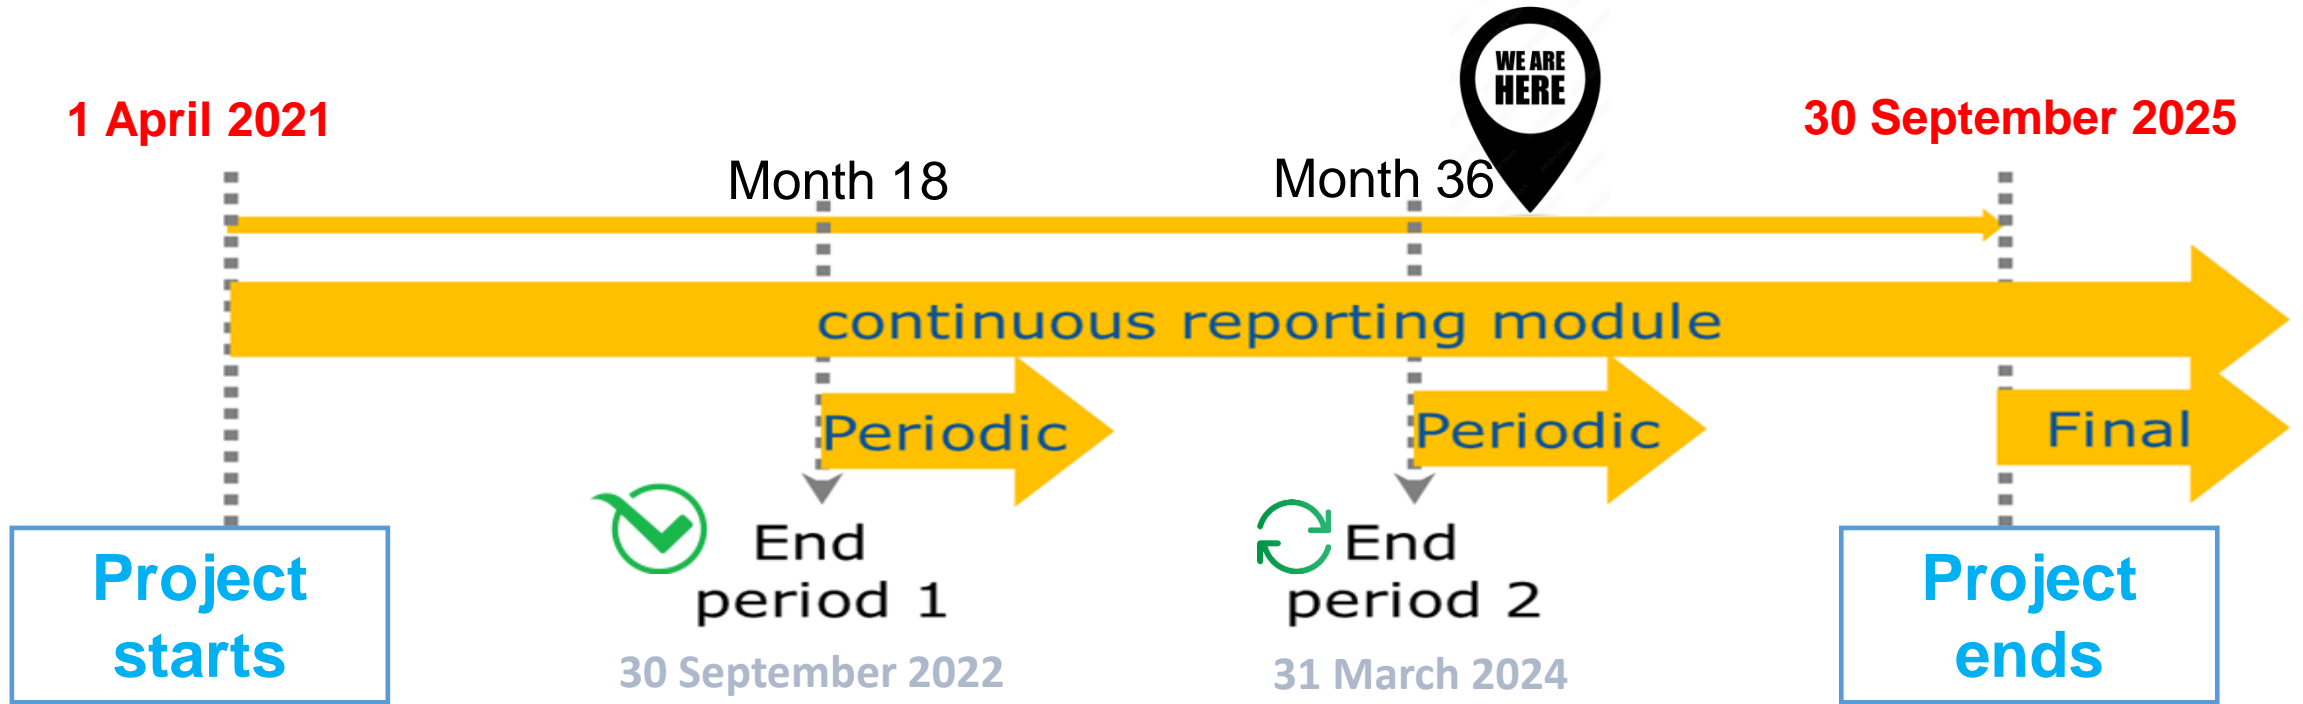 WE ARE
HERE
1 April 2021
30 September 2025
Month 18
Month 36
continuous reporting module
Periodic
Periodic
Final
End
period 1
30 September 2022
End
period 2
31 March 2024
Project
starts
Project
ends